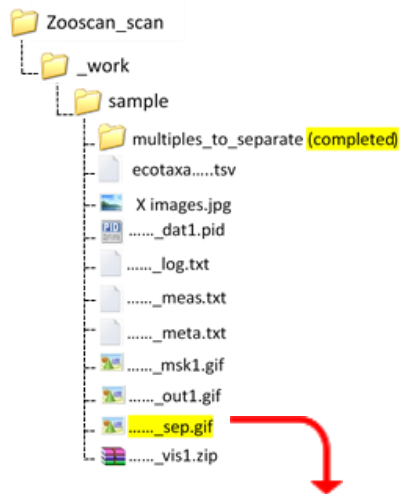 Zooscan_scan
_work
sample
multiples_to_separate (completed)
ecotaxa.....tsv
X images.jpg
PID
......_dat1.pid
......_log.txt
......_meas.txt
......_meta.txt
......_msk1.gif
......_out1.gif
......_sep.gif
......_vis1.zip